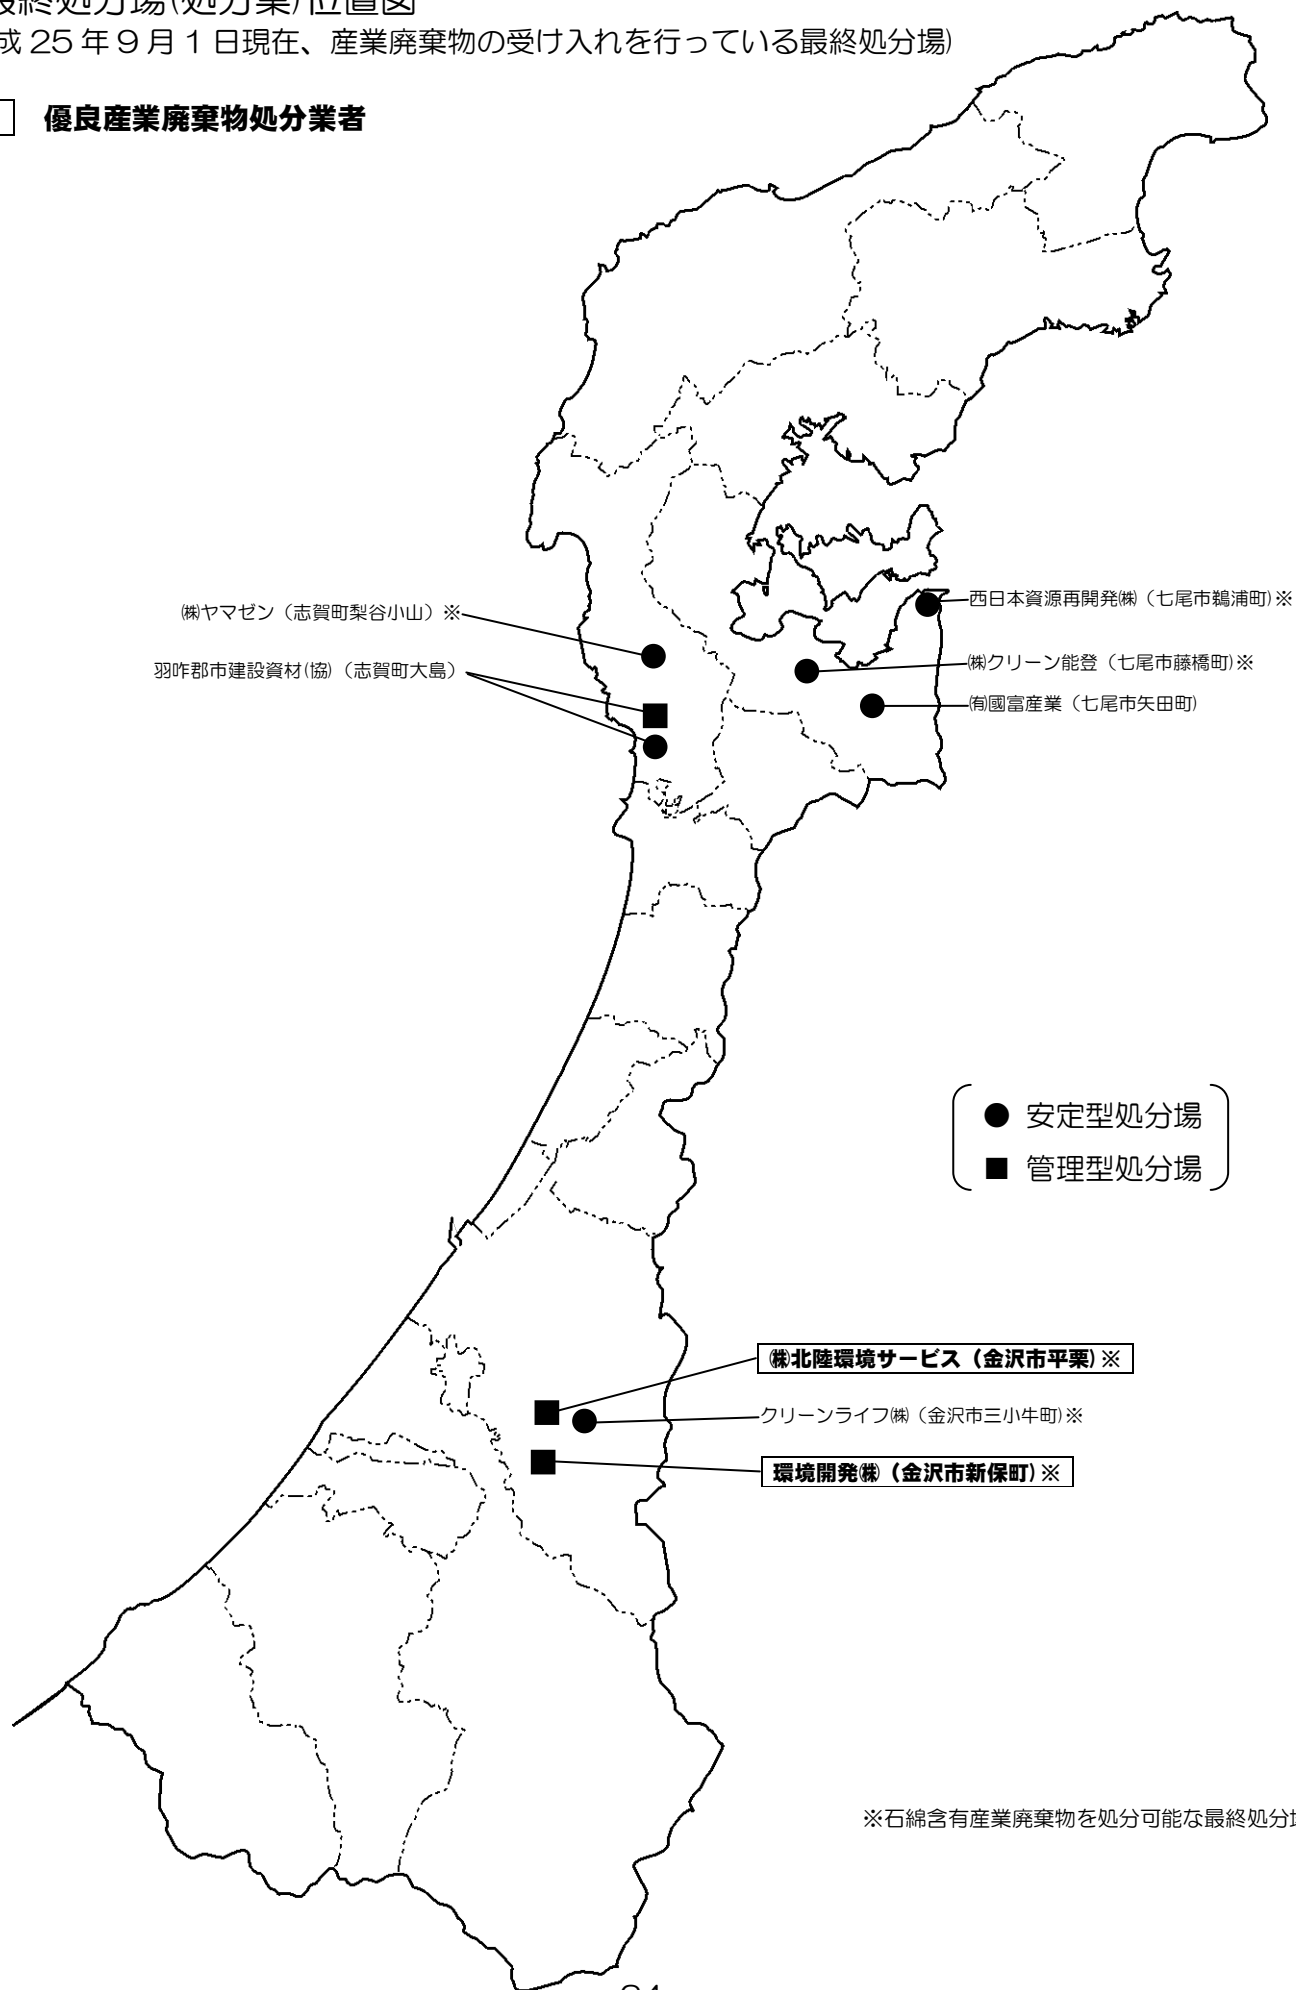 最終処分場(処分業)位置図
成 25 年 9 月 1 日現在、産業廃棄物の受け入れを行っている最終処分場)
優良産業廃棄物処分業者
西日本資源再開発㈱（七尾市鵜浦町)※
㈱ヤマゼン（志賀町梨谷小山）※
羽咋郡市建設資材(協)（志賀町大島）
㈱クリーン能登（七尾市藤橋町)※
㈲國富産業（七尾市矢田町)
● 安定型処分場
■ 管理型処分場
㈱北陸環境サービス（金沢市平栗)※
クリーンライフ㈱（金沢市三小牛町)※
環境開発㈱（金沢市新保町)※
※石綿含有産業廃棄物を処分可能な最終処分場